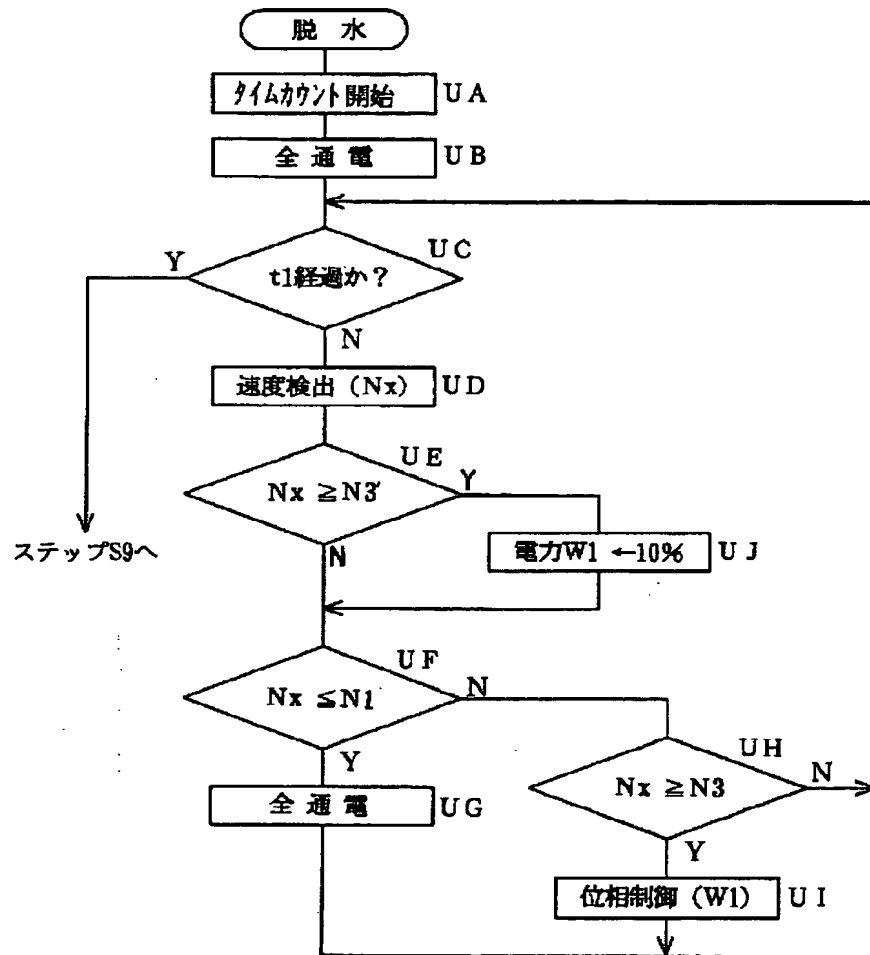 脱 水
タイムカウント開始 UA
全通電 UB
Y
t1経過か? UC
N
速度検出 (Nx) UD
Nx ≧N3' UE
Y
ステップS9へ
N
電力W1 ←10% UJ
Nx ≦N1 UF
N
Y
全通電 UG
Nx ≧N3 UH
N
Y
位相制御 (W1) UI